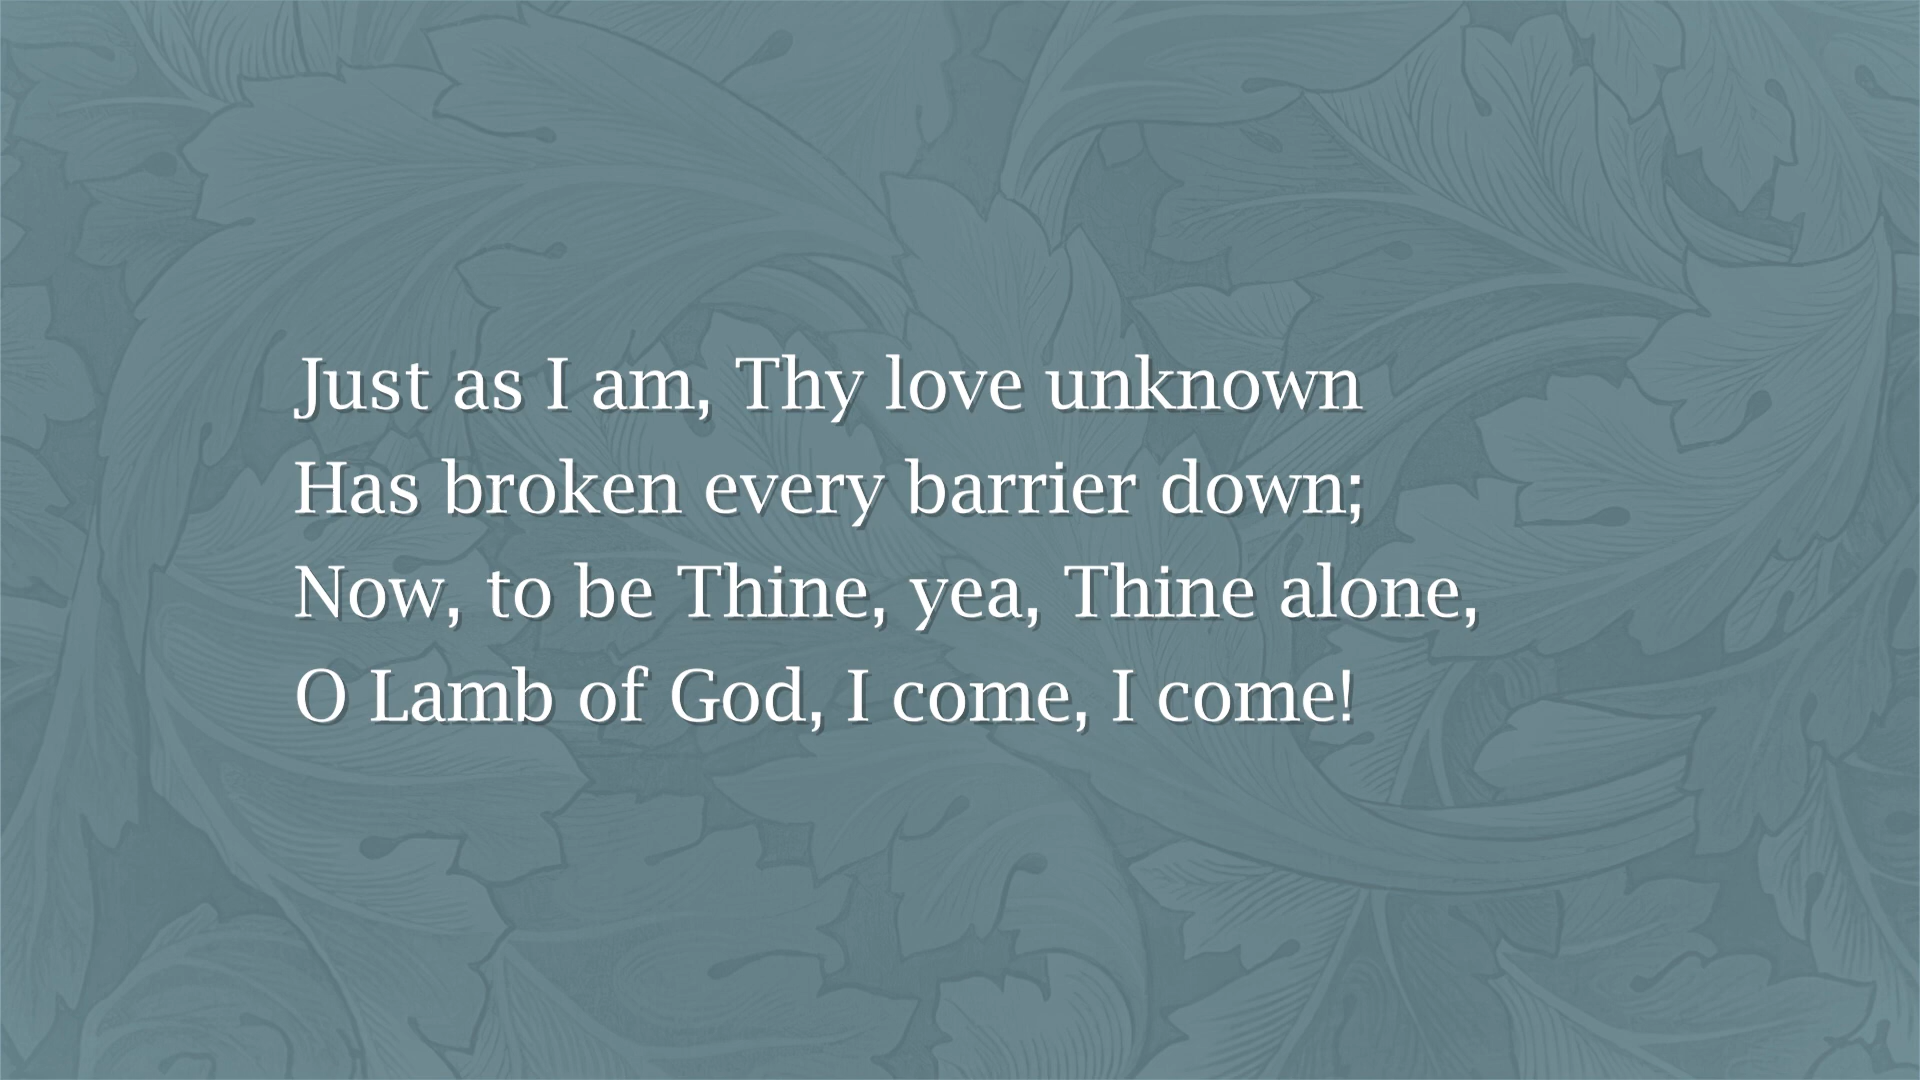 Just as I am, Thy love unknown
Has broken every barrier down;
Now, to be Thine, yea, Thine alone,
O Lamb of God, I come, I come!